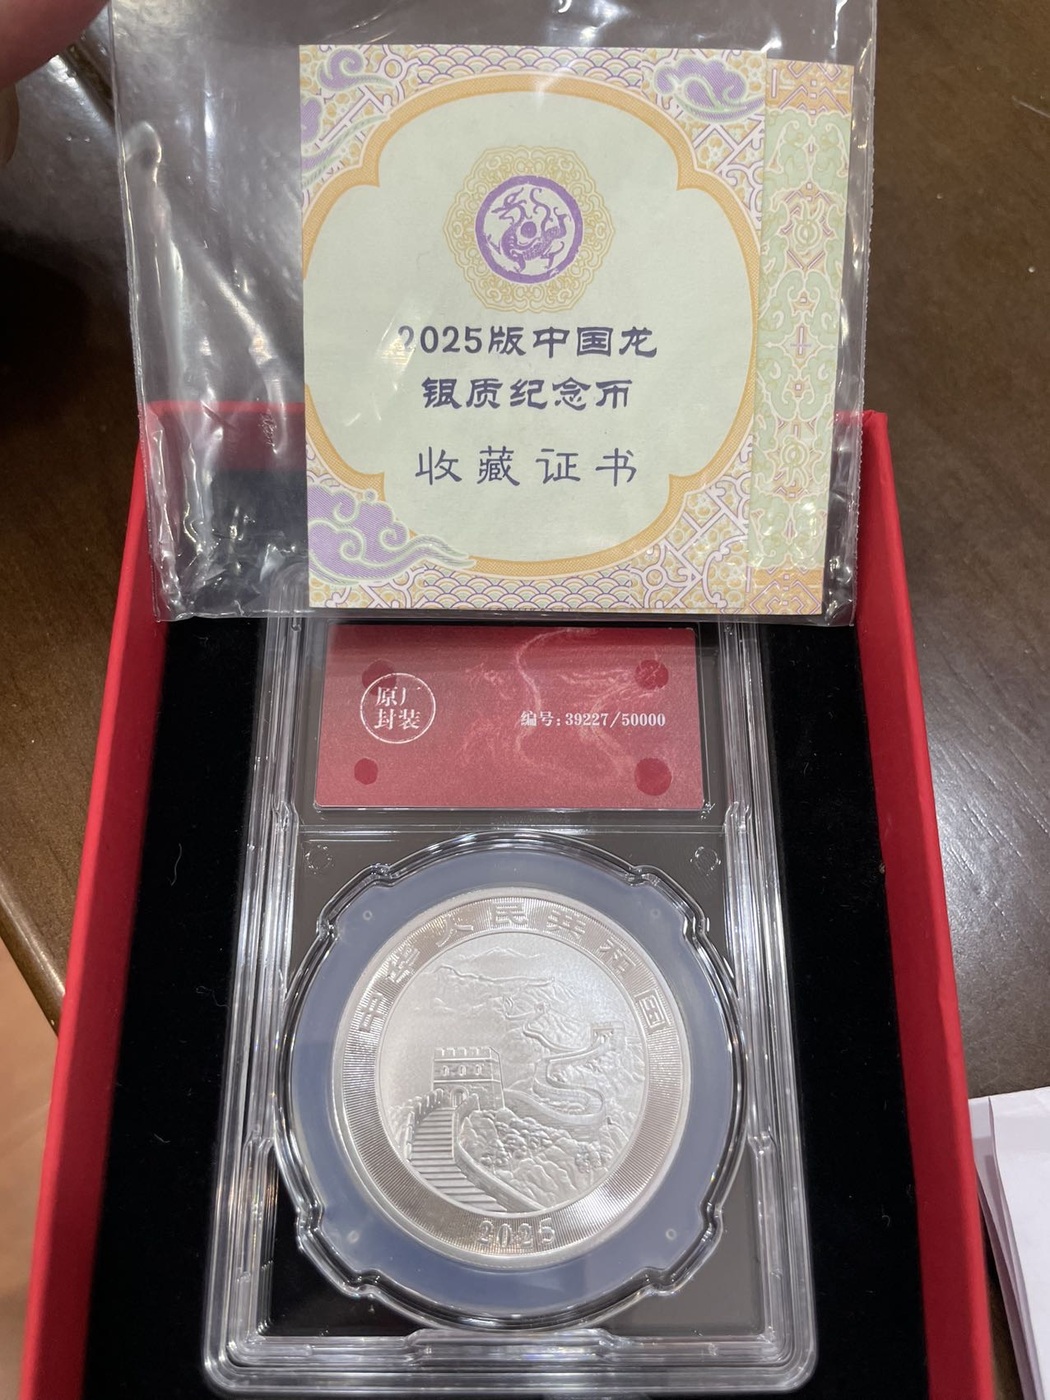 2025版中国龙
银质纪念币
收藏证书
原厂
封装
编号:39227/50000
中华人民共和国
2025